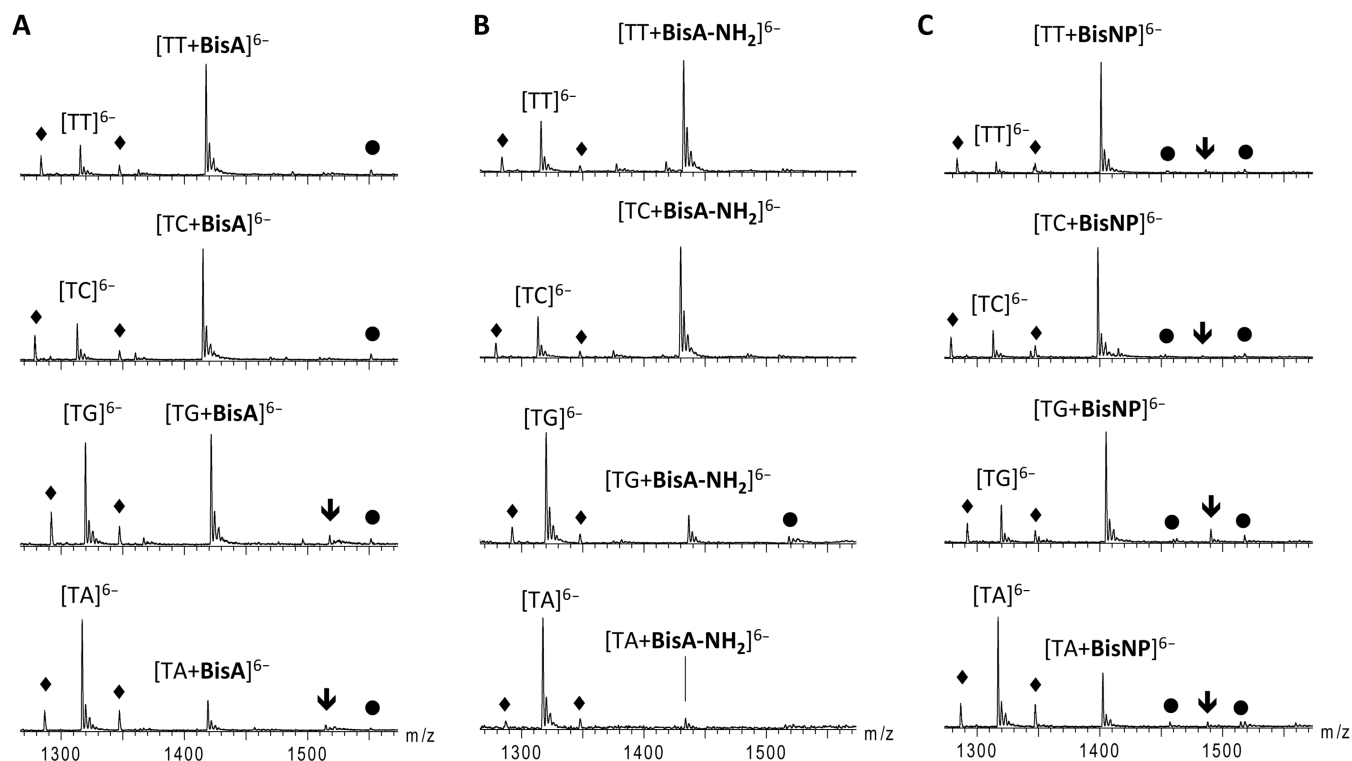 A
[TT+BisA]6–
[TT]6–
[TC+BisA]6–
[TC]6–
[TG]6– [TG+BisA]6–
[TA]6–
[TA+BisA]6–
m/z
1300 1400 1500
B
[TT+BisA-NH2]6–
[TT]6–
[TC+BisA-NH2]6–
[TC]6–
[TG]6–
[TG+BisA-NH2]6–
[TA]6–
[TA+BisA-NH2]6–
m/z
1300 1400 1500
C
[TT+BisNP]6–
[TT]6–
[TC+BisNP]6–
[TC]6–
[TG+BisNP]6–
[TG]6–
[TA]6–
[TA+BisNP]6–
m/z
1300 1400 1500